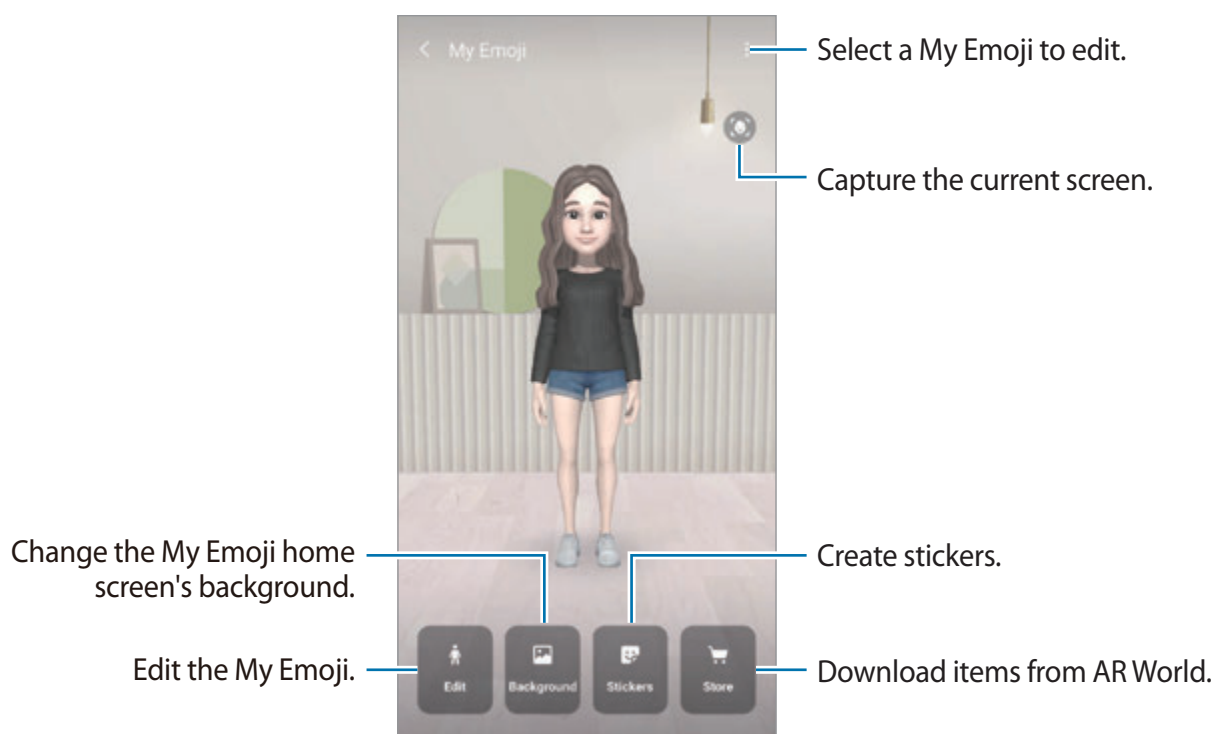 My Emoji
Select a My Emoji to edit.
Capture the current screen.
Change the My Emoji home
screen's background.
Create stickers.
Edit the My Emoji.
Download items from AR World.
Edit
Background
Stickers
Store